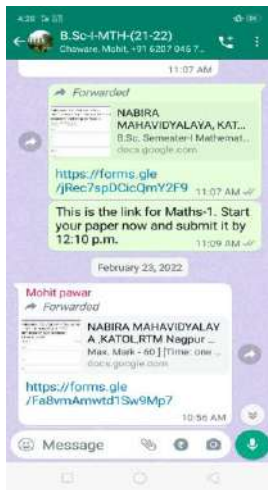 B.Sc-I-MTH-(21-22)
Chaware, Mohit, +91 6207 045 7..
11:07 AM
Forwarded
NABIRA
MAHAVIDYALAYA, KAT...
B.Sc. Semester-I Mathemat...
docs.google.com
https://forms.gle
/jRec7spDCicQmY2F9 11:07 AM
This is the link for Maths-1. Start
your paper now and submit it by
12:10 p.m. 11:09 AM
February 23, 2022
Mohit pawar
Forwarded
NABIRA MAHAVIDYALAY
A ,KATOL,RTM Nagpur ...
Max. Mark - 60 ] [Time: one ...
docs.google.com
https://forms.gle
/Fa8vmAmwtd1Sw9Mp7
10:56 AM
Message